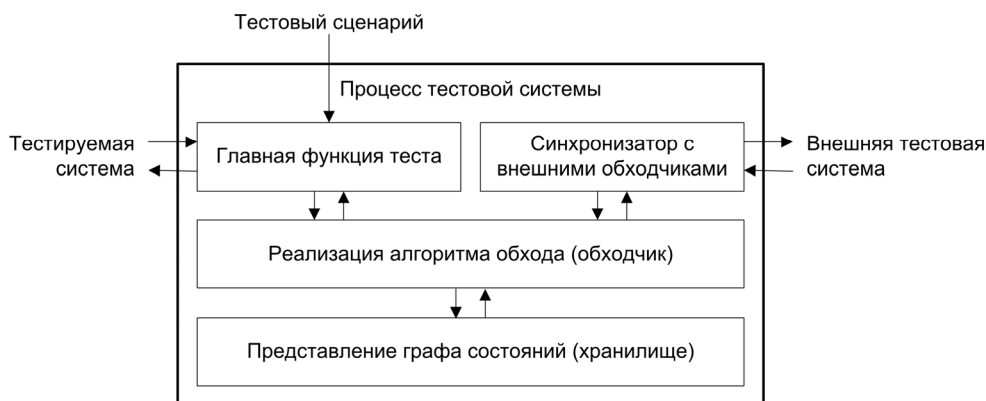 Тестовый сценарий
Процесс тестовой системы
Тестируемая
система
Главная функция теста
Синхронизатор с
внешними обходчиками
Внешняя тестовая
система
Реализация алгоритма обхода (обходчик)
Представление графа состояний (хранилище)